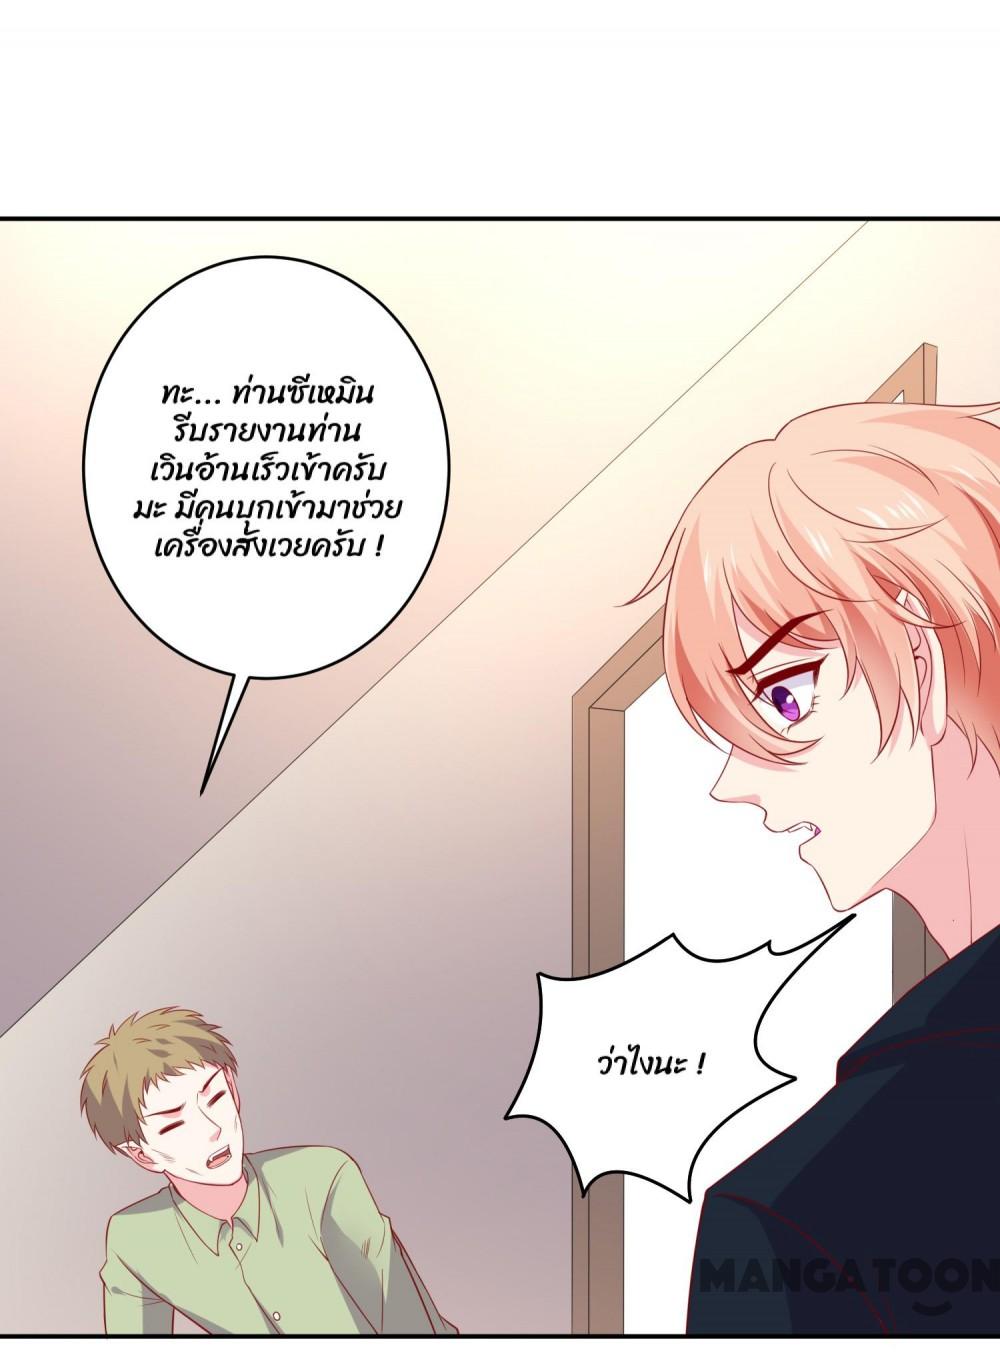 ทะ... ท่านซีเหมิน
รีบรายงานท่าน
เวินอ้านเร็วเข้าครับ
มะ มีคนบุกเข้ามาช่วย
เครื่องสังเวยครับ !
ว่าไงนะ !
MANGATOON